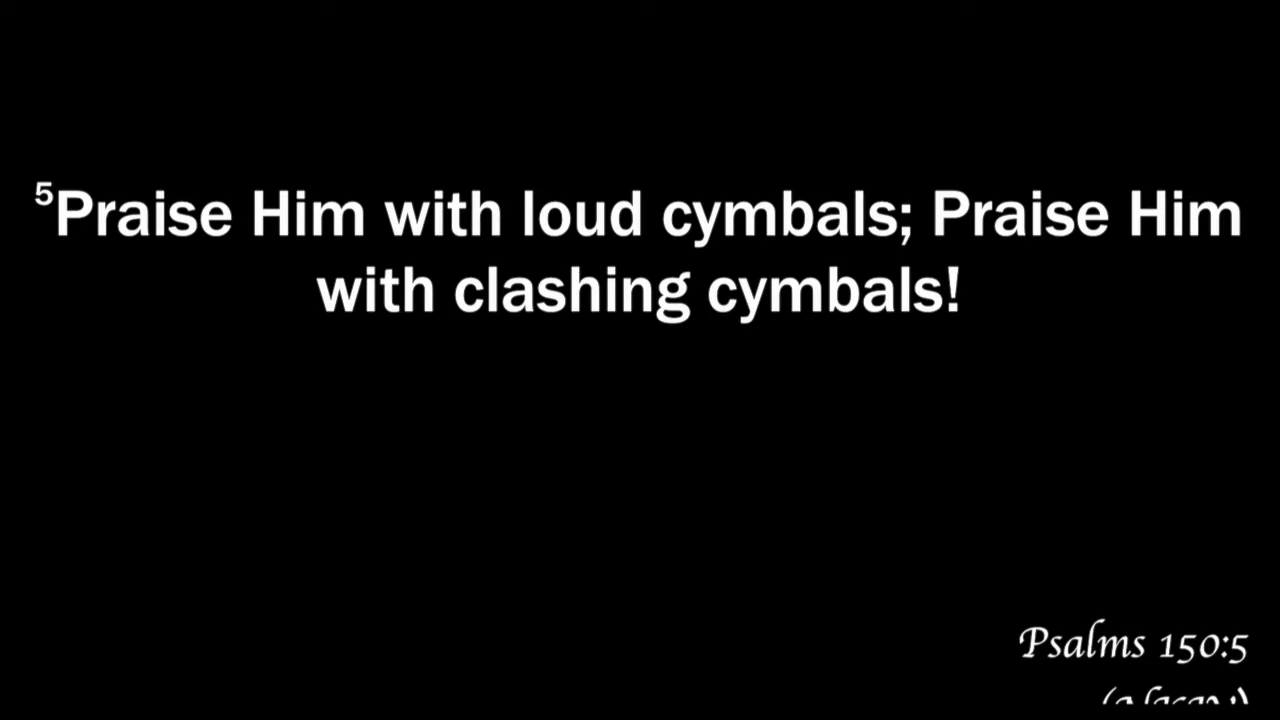 ⁵Praise Him with loud cymbals; Praise Him
with clashing cymbals!
Psalms 150:5